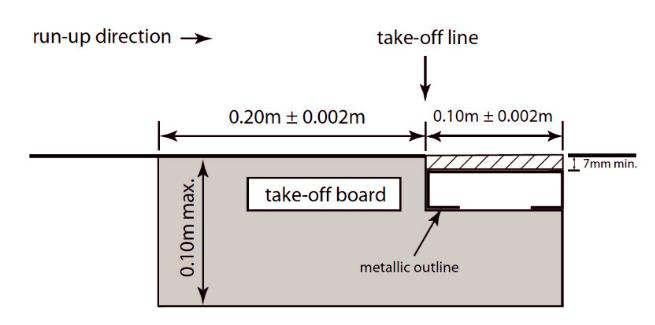 run-up direction
take-off line
0.20m ± 0.002m
0.10m ± 0.002m
7mm min.
take-off board
0.10m max.
metallic outline